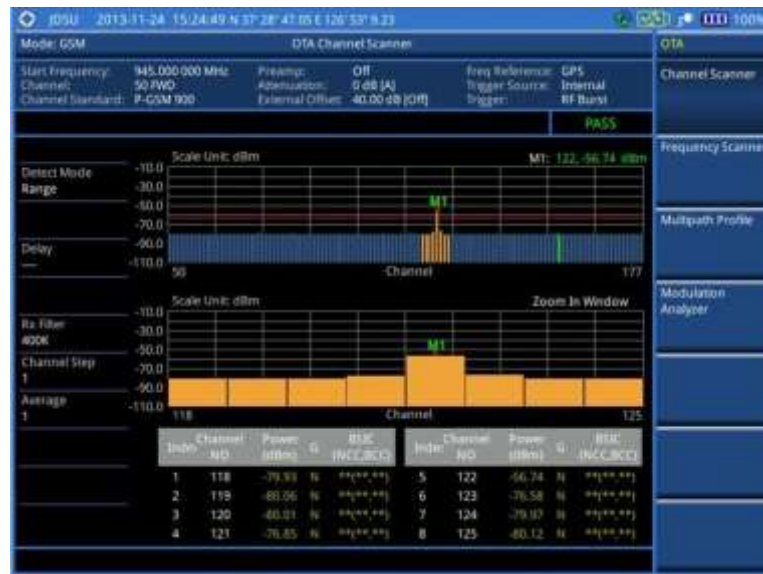 JDSU 2013-11-24 15:24:49 N 37° 28' 47.05 E 126° 53' 9.23 100%
Mode: GSM OTA Channel Scanner OTA
Start Frequency: 945.000 000 MHz Preamp: Off Freq Reference: GPS
Channel: 50 FWD Attenuation: 0 dB [A] Trigger Source: Internal
Channel Standard: P-GSM 900 External Offset: 40.00 dB [Off] Trigger: RF Burst
Channel Scanner
PASS
Frequency Scanner
Scale Unit: dBm M1: 122, -56.74 dBm
Detect Mode
Range
-10.0
-30.0
-50.0
-70.0
-90.0
-110.0
M1
Multipath Profile
Delay
50 Channel 177
Modulation
Analyzer
Scale Unit: dBm Zoom In Window
Rx Filter
400K
Channel Step
1
Average
1
-10.0
-30.0
-50.0
-70.0
-90.0
-110.0
M1
118 Channel 125
Index Channel NO Power (dBm) G BSIC (NCC,BCC) Index Channel NO Power (dBm) G BSIC (NCC,BCC)
1 118 -79.93 N **(**,**) 5 122 -56.74 N **(**,**)
2 119 -80.06 N **(**,**) 6 123 -76.58 N **(**,**)
3 120 -80.01 N **(**,**) 7 124 -79.97 N **(**,**)
4 121 -76.85 N **(**,**) 8 125 -80.12 N **(**,**)